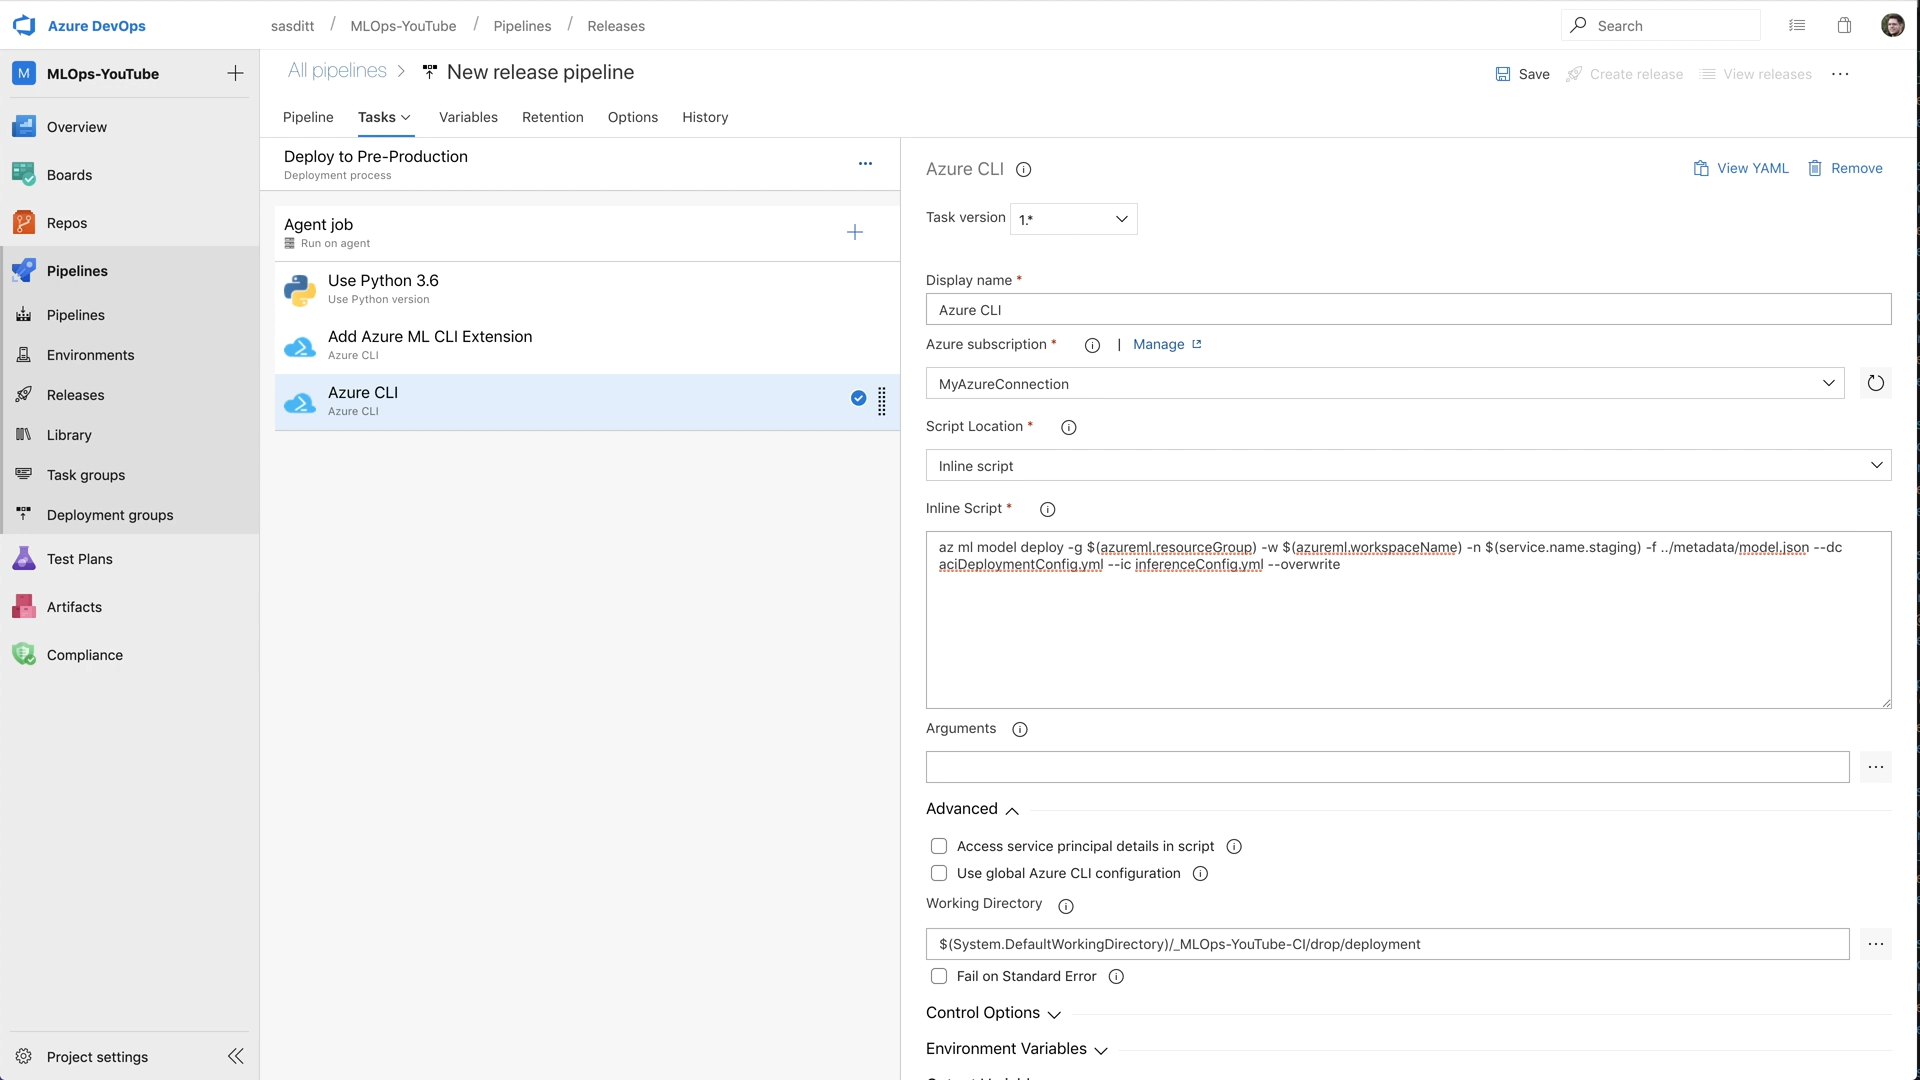 Azure DevOps
sasditt / MLOps-YouTube / Pipelines / Releases
Search
M MLOps-YouTube
Overview
Boards
Repos
Pipelines
Pipelines
Environments
Releases
Library
Task groups
Deployment groups
Test Plans
Artifacts
Compliance
Project settings
All pipelines > New release pipeline
Save Create release View releases
Pipeline Tasks Variables Retention Options History
Deploy to Pre-Production
Deployment process
Agent job
Run on agent
Use Python 3.6
Use Python version
Add Azure ML CLI Extension
Azure CLI
Azure CLI
Azure CLI
Azure CLI
View YAML Remove
Task version 1.*
Display name *
Azure CLI
Azure subscription * | Manage
MyAzureConnection
Script Location *
Inline script
Inline Script *
az ml model deploy -g $(azureml.resourceGroup) -w $(azureml.workspaceName) -n $(service.name.staging) -f ../metadata/model.json --dc
aciDeploymentConfig.yml --ic inferenceConfig.yml --overwrite
Arguments
Advanced
Access service principal details in script
Use global Azure CLI configuration
Working Directory
$(System.DefaultWorkingDirectory)/_MLOps-YouTube-CI/drop/deployment
Fail on Standard Error
Control Options
Environment Variables